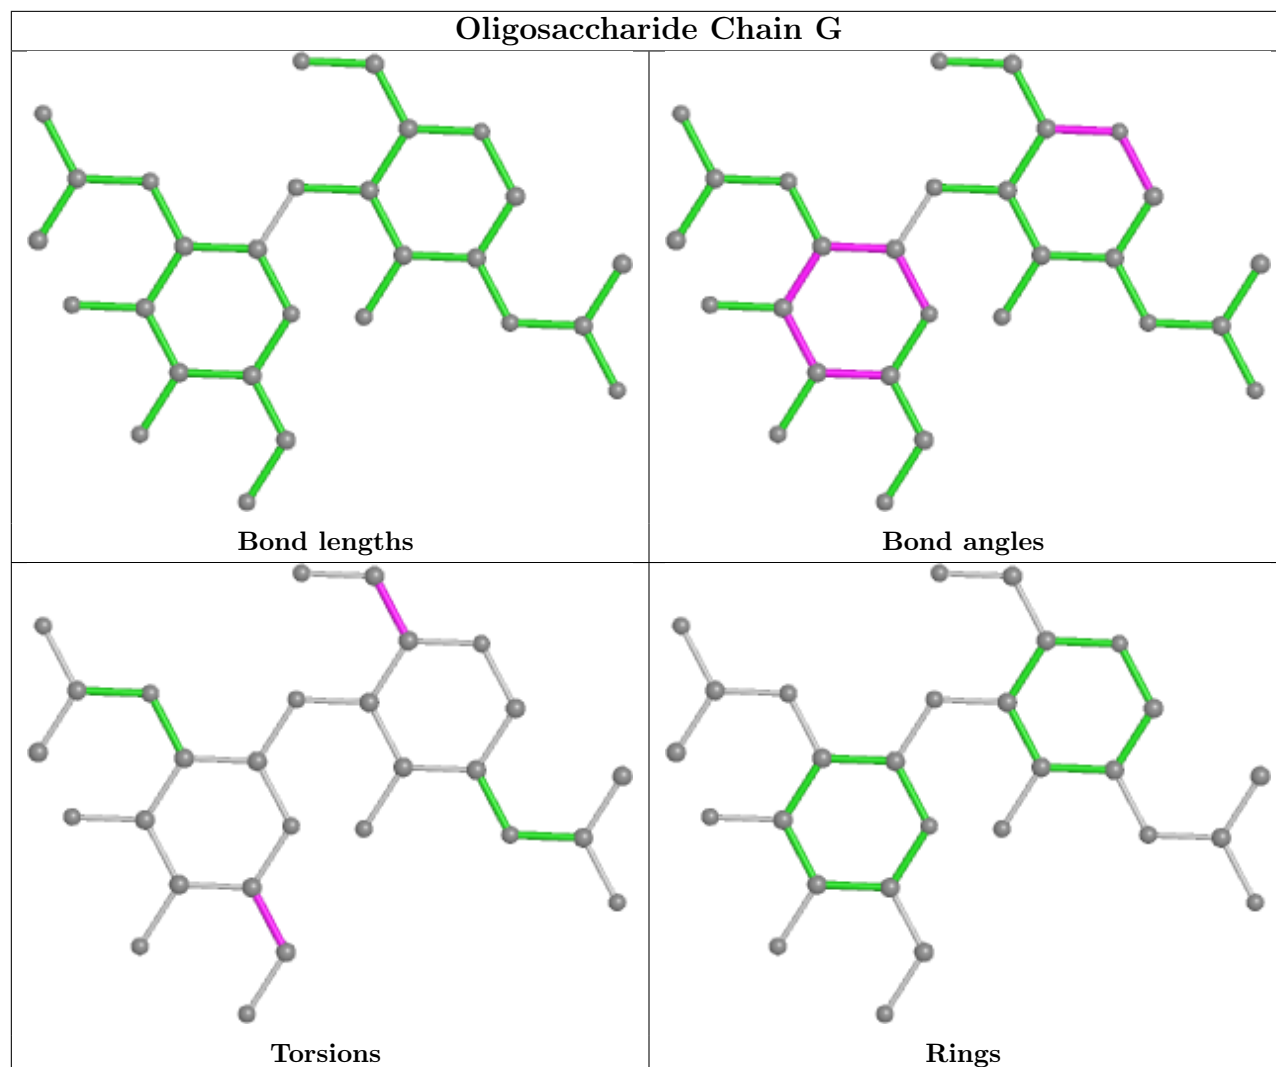 Oligosaccharide Chain G
Bond lengths
Bond angles
Torsions
Rings